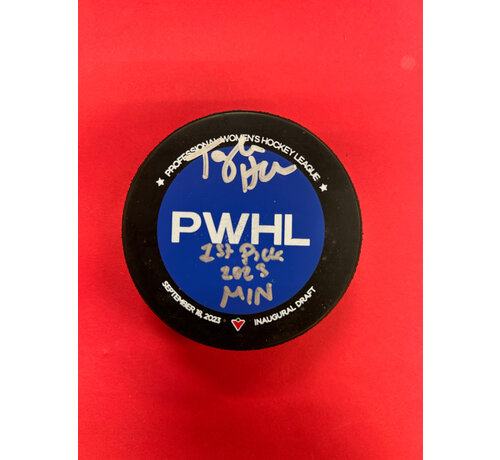 PROFESSIONAL WOMEN'S HOCKEY LEAGUE
PWHL
1st Pick
2023
MIN
SEPTEMBER 18, 2023
INAUGURAL DRAFT